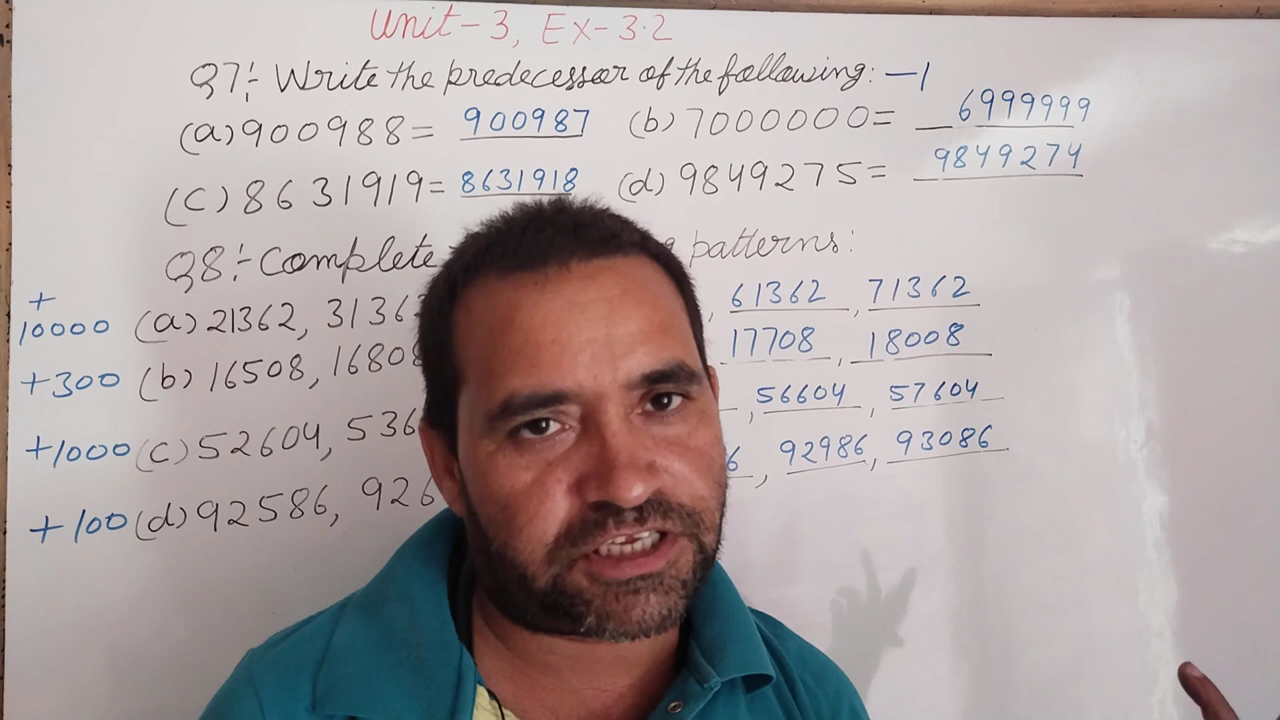 Unit-3, Ex-3.2
Q7:- Write the predecessor of the following: -1
(a) 900988= 900987 (b) 7000000= 6999999
(c) 8631919= 8631918 (d) 9849275= 9849274
Q8:- Complete patterns:
+
10000 (a) 21362, 3136 , 61362, 71362
+300 (b) 16508, 16808 17708, 18008
+1000 (c) 52604, 536 , 56604, 57604
+100 (d) 92586, 926 6, 92986, 93086